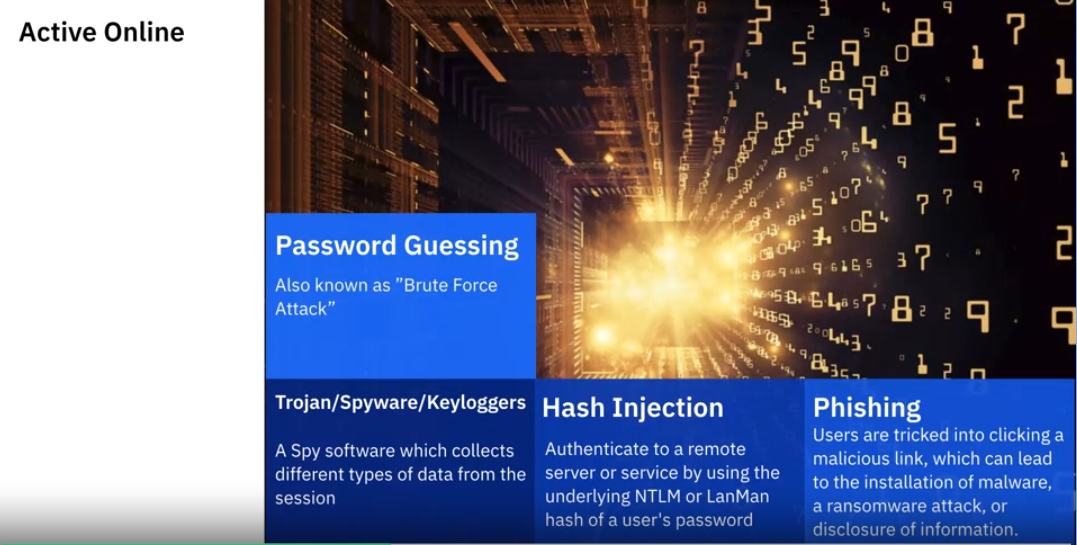 Active Online
Password Guessing
Also known as ”Brute Force
Attack”
Trojan/Spyware/Keyloggers
A Spy software which collects
different types of data from the
session
Hash Injection
Authenticate to a remote
server or service by using the
underlying NTLM or LanMan
hash of a user's password
Phishing
Users are tricked into clicking a
malicious link, which can lead
to the installation of malware,
a ransomware attack, or
disclosure of information.